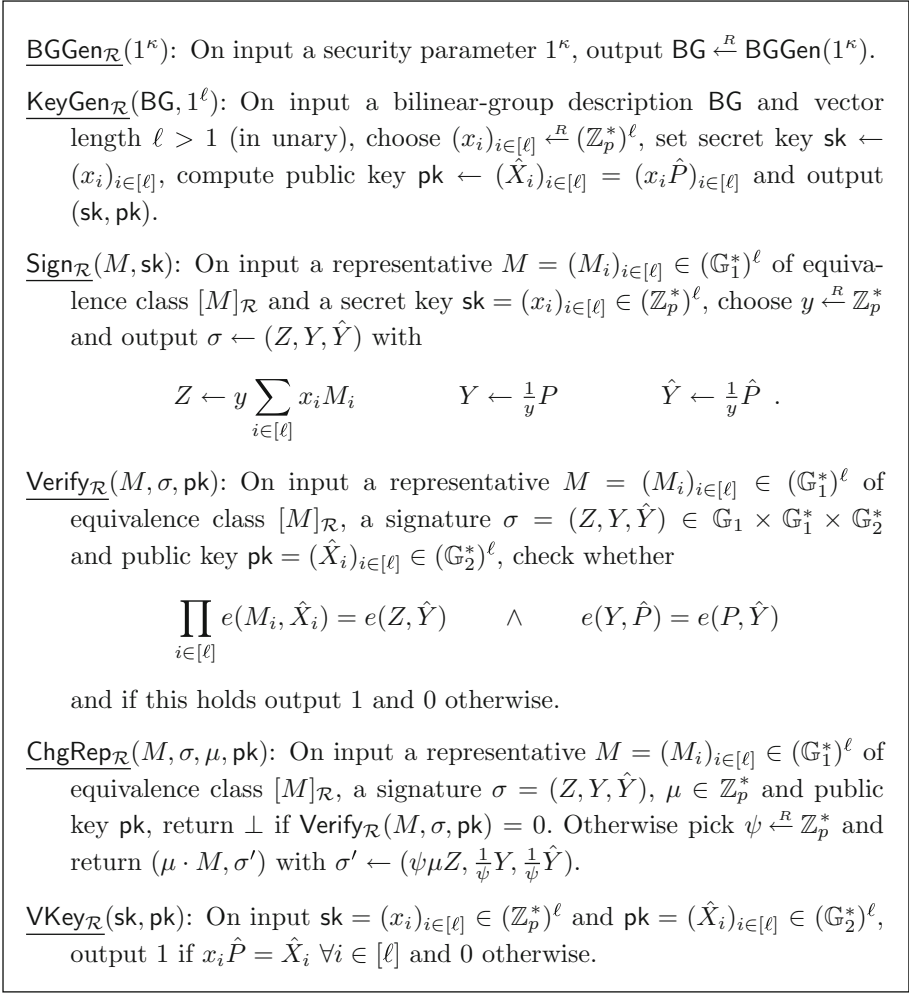 BGGen_R(1^κ): On input a security parameter 1^κ, output BG ←^R BGGen(1^κ).
KeyGen_R(BG, 1^ℓ): On input a bilinear-group description BG and vector
length ℓ > 1 (in unary), choose (x_i)_{i∈[ℓ]} ←^R (ℤ_p^*)^ℓ, set secret key sk ←
(x_i)_{i∈[ℓ]}, compute public key pk ← (X̂_i)_{i∈[ℓ]} = (x_i P̂)_{i∈[ℓ]} and output
(sk, pk).
Sign_R(M, sk): On input a representative M = (M_i)_{i∈[ℓ]} ∈ (𝔾_1^*)^ℓ of equiva-
lence class [M]_R and a secret key sk = (x_i)_{i∈[ℓ]} ∈ (ℤ_p^*)^ℓ, choose y ←^R ℤ_p^*
and output σ ← (Z, Y, Ŷ) with
Z ← y ∑_{i∈[ℓ]} x_i M_i Y ← 1/y P Ŷ ← 1/y P̂ .
Verify_R(M, σ, pk): On input a representative M = (M_i)_{i∈[ℓ]} ∈ (𝔾_1^*)^ℓ of
equivalence class [M]_R, a signature σ = (Z, Y, Ŷ) ∈ 𝔾_1 × 𝔾_1^* × 𝔾_2^*
and public key pk = (X̂_i)_{i∈[ℓ]} ∈ (𝔾_2^*)^ℓ, check whether
∏_{i∈[ℓ]} e(M_i, X̂_i) = e(Z, Ŷ) ∧ e(Y, P̂) = e(P, Ŷ)
and if this holds output 1 and 0 otherwise.
ChgRep_R(M, σ, μ, pk): On input a representative M = (M_i)_{i∈[ℓ]} ∈ (𝔾_1^*)^ℓ of
equivalence class [M]_R, a signature σ = (Z, Y, Ŷ), μ ∈ ℤ_p^* and public
key pk, return ⊥ if Verify_R(M, σ, pk) = 0. Otherwise pick ψ ←^R ℤ_p^* and
return (μ · M, σ′) with σ′ ← (ψμZ, 1/ψ Y, 1/ψ Ŷ).
VKey_R(sk, pk): On input sk = (x_i)_{i∈[ℓ]} ∈ (ℤ_p^*)^ℓ and pk = (X̂_i)_{i∈[ℓ]} ∈ (𝔾_2^*)^ℓ,
output 1 if x_i P̂ = X̂_i ∀i ∈ [ℓ] and 0 otherwise.